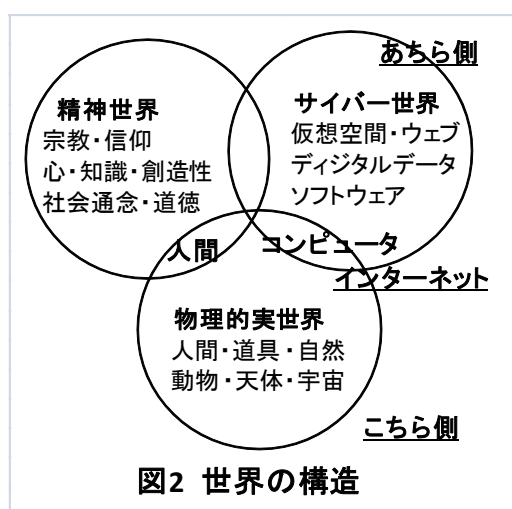 あちら側
精神世界
宗教・信仰
心・知識・創造性
社会通念・道徳
サイバー世界
仮想空間・ウェブ
ディジタルデータ
ソフトウェア
人間
コンピュータ
インターネット
物理的実世界
人間・道具・自然
動物・天体・宇宙
こちら側
図2 世界の構造